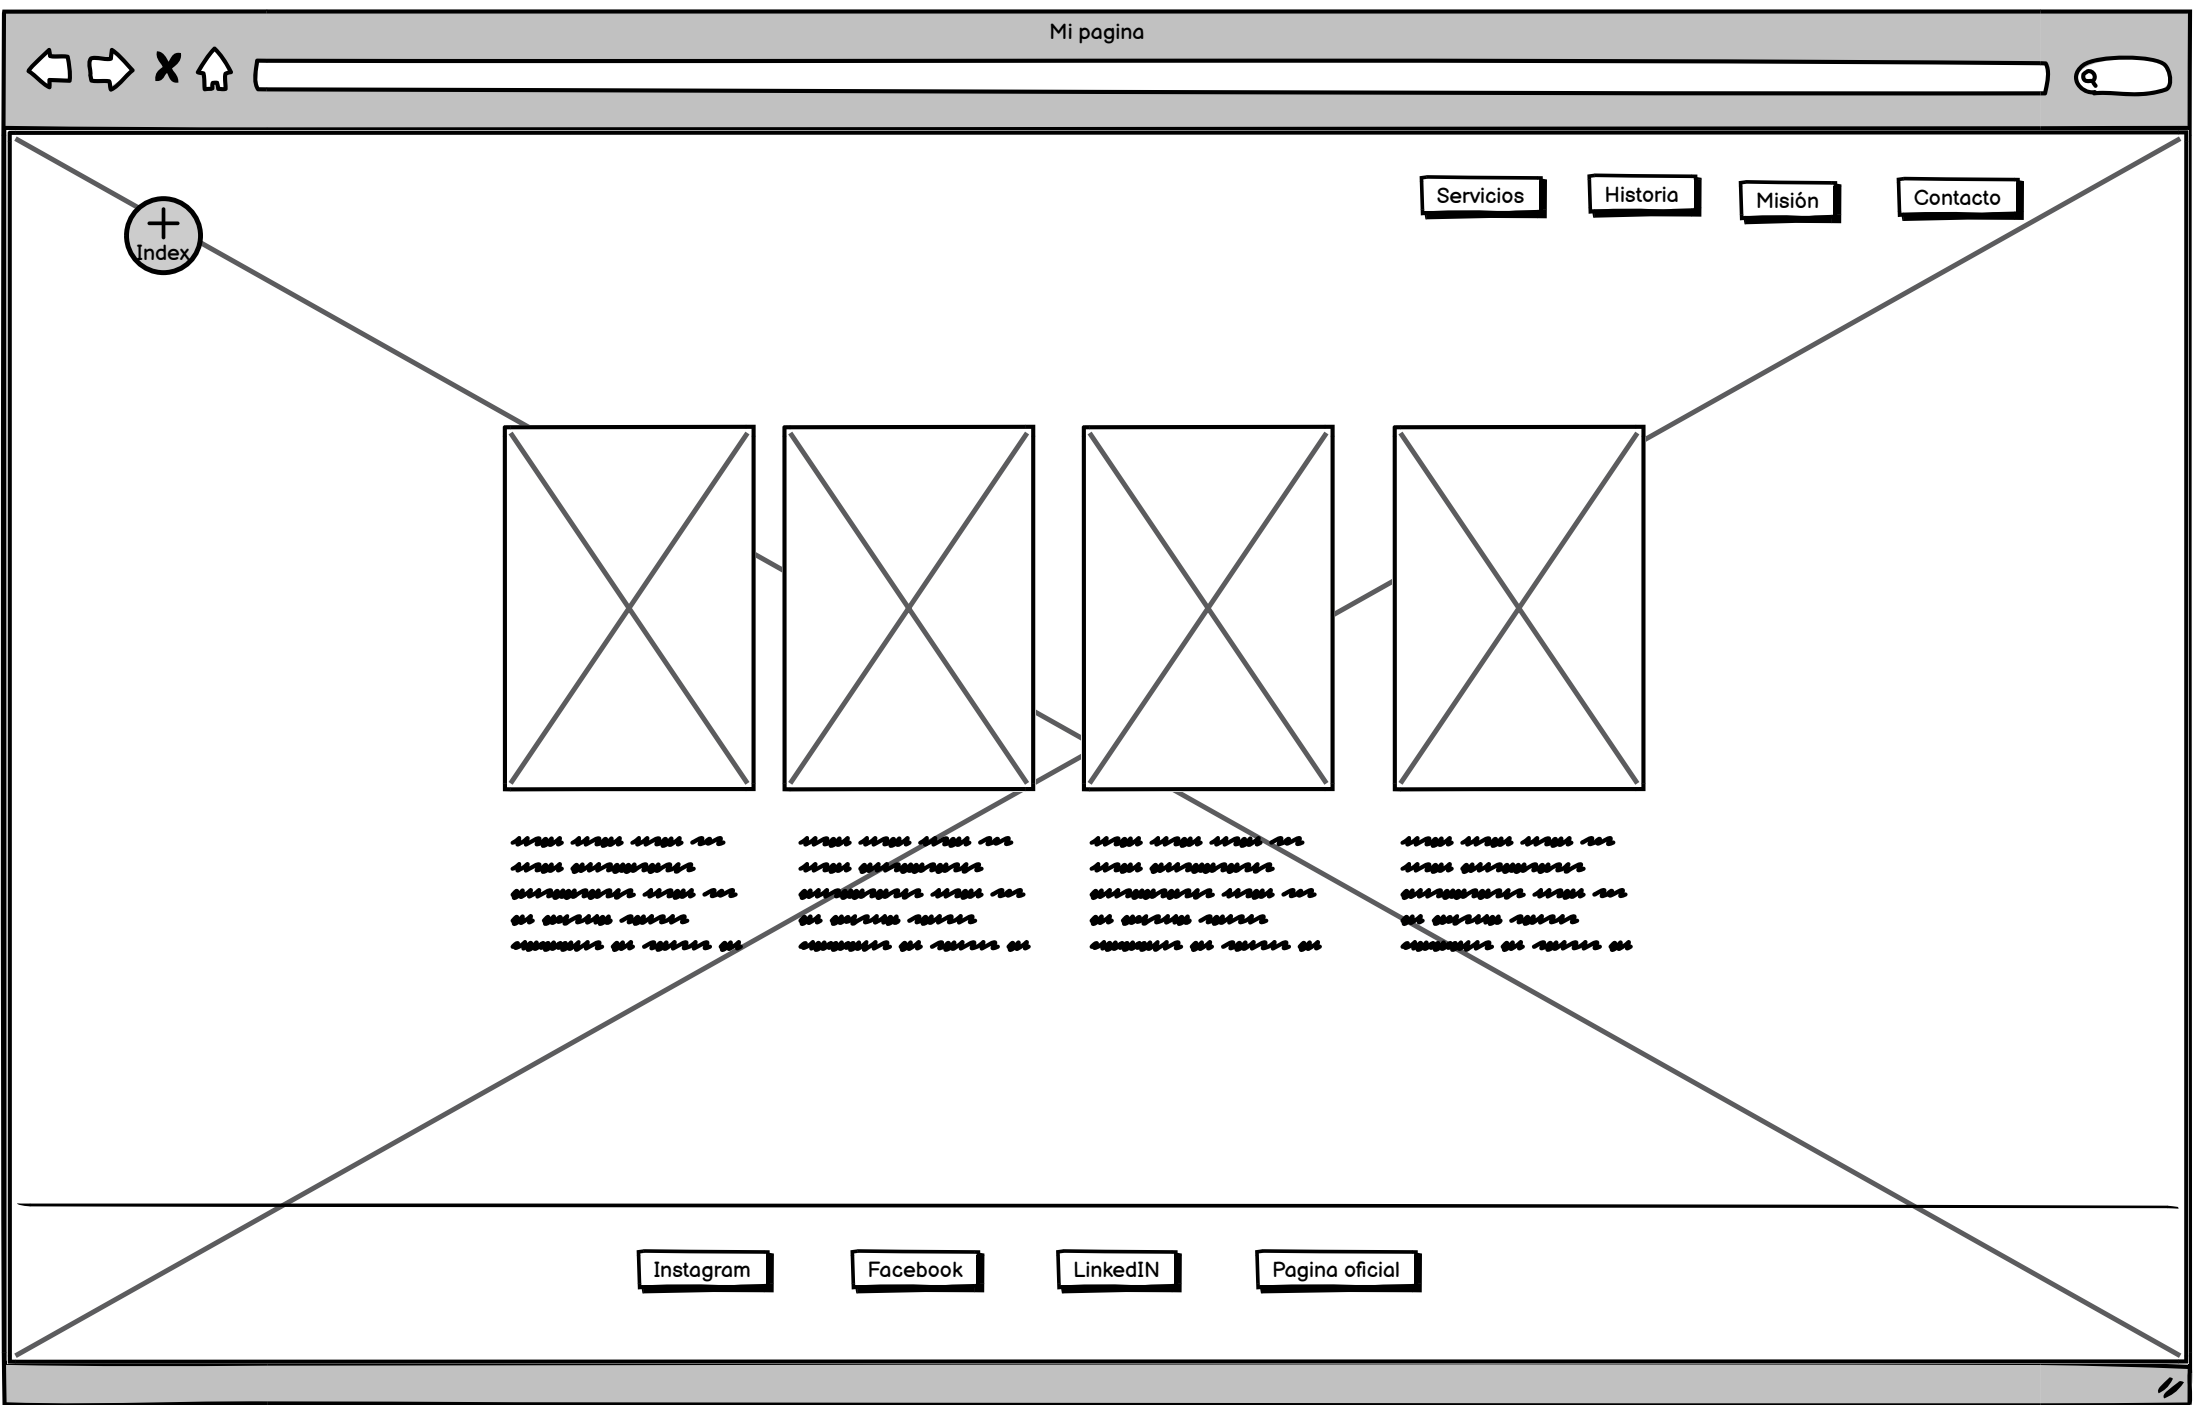 Mi pagina
Servicios
Historia
Misión
Contacto
Index
Instagram
Facebook
LinkedIN
Pagina oficial